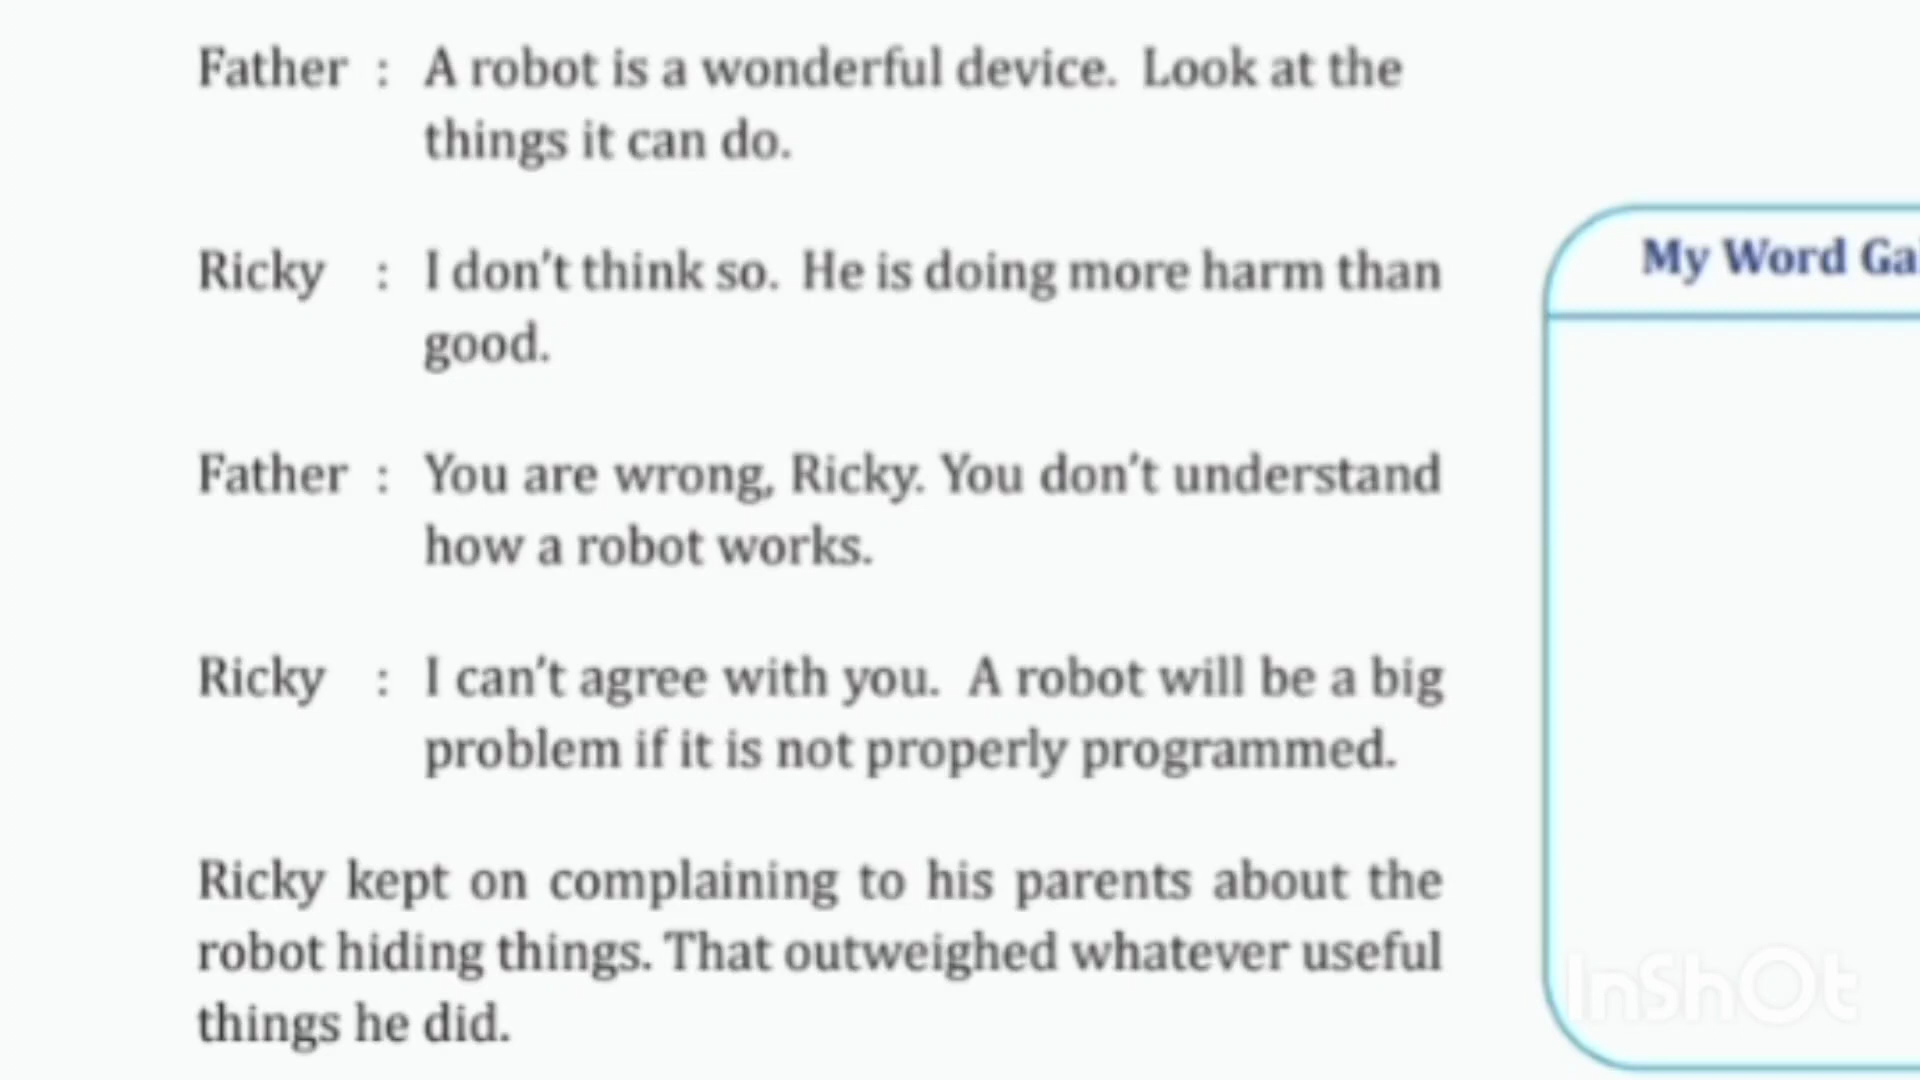 Father : A robot is a wonderful device. Look at the
things it can do.
Ricky : I don't think so. He is doing more harm than
good.
My Word Ga
Father : You are wrong, Ricky. You don't understand
how a robot works.
Ricky : I can't agree with you. A robot will be a big
problem if it is not properly programmed.
Ricky kept on complaining to his parents about the
robot hiding things. That outweighed whatever useful
things he did.
InShOt